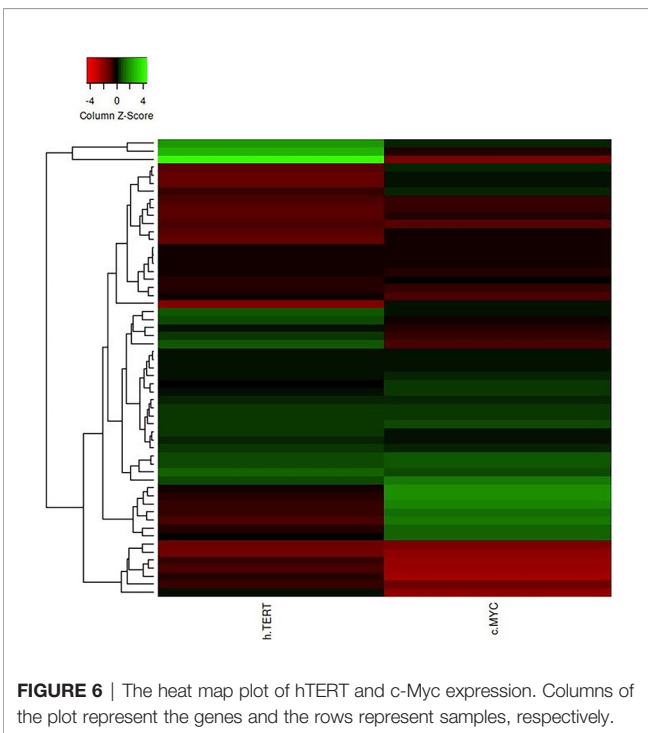 -4 0 4
Column Z-Score
h.TERT
c.MYC
FIGURE 6 | The heat map plot of hTERT and c-Myc expression. Columns of
the plot represent the genes and the rows represent samples, respectively.